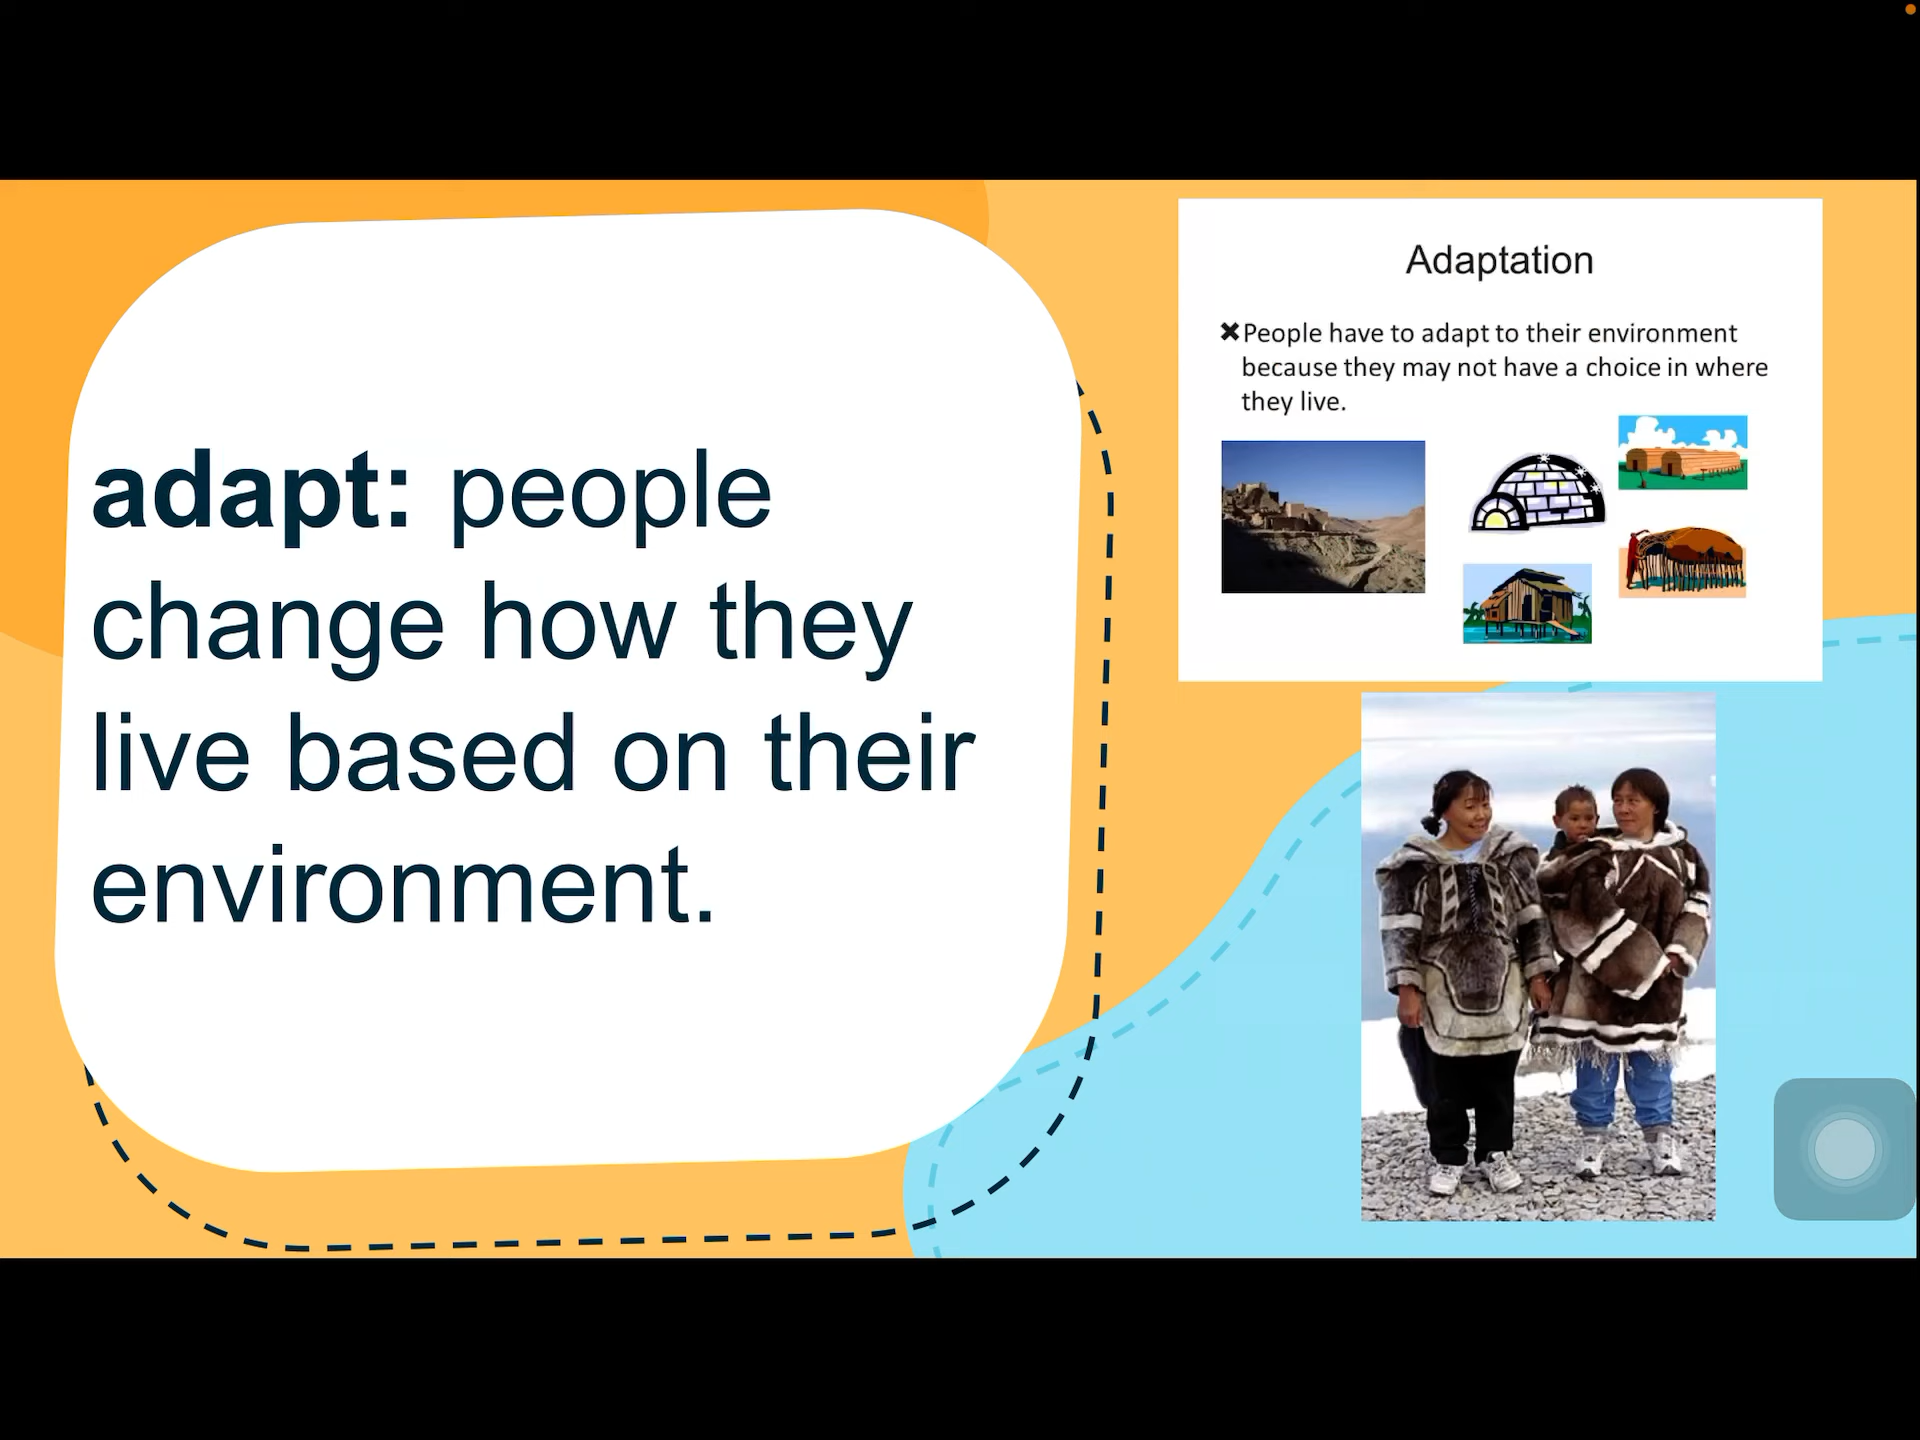 adapt: people
change how they
live based on their
environment.
Adaptation
✖People have to adapt to their environment
because they may not have a choice in where
they live.